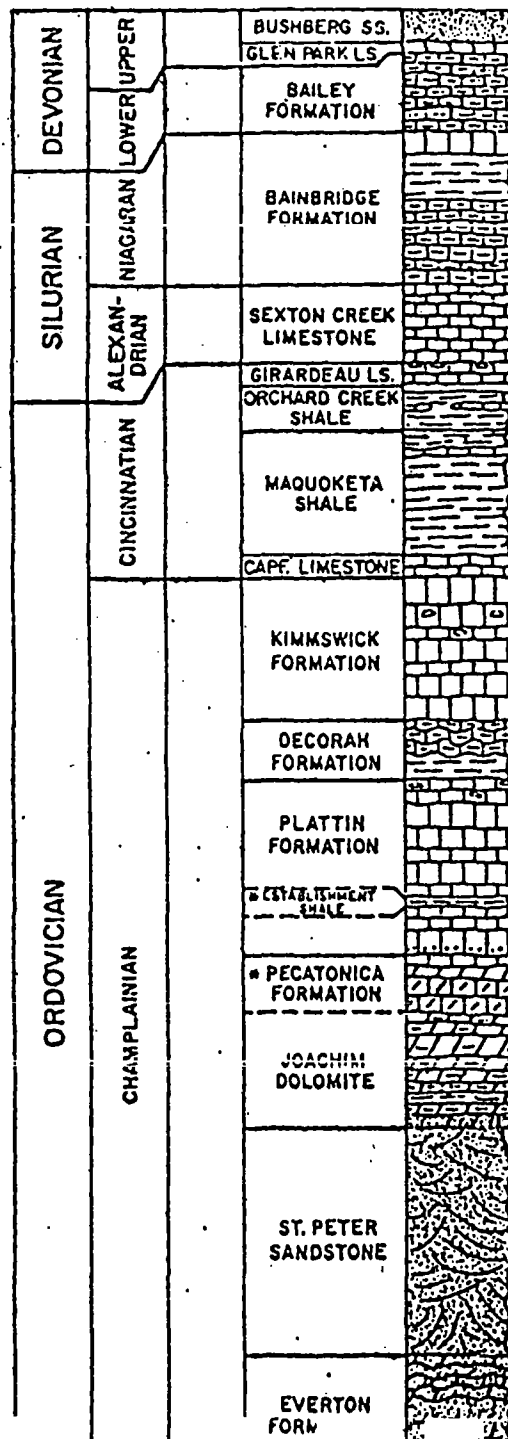 DEVONIAN
SILURIAN
ORDOVICIAN
UPPER
LOWER
NIAGARAN
ALEXAN-
DRIAN
CINCINNATIAN
CHAMPLAINIAN
BUSHBERG SS.
GLEN PARK LS.
BAILEY
FORMATION
BAINBRIDGE
FORMATION
SEXTON CREEK
LIMESTONE
GIRARDEAU LS.
ORCHARD CREEK
SHALE
MAQUOKETA
SHALE
CAPE LIMESTONE
KIMMSWICK
FORMATION
DECORAH
FORMATION
PLATTIN
FORMATION
* ESTABLISHMENT
SHALE
* PECATONICA
FORMATION
JOACHIM
DOLOMITE
ST. PETER
SANDSTONE
EVERTON
FORM